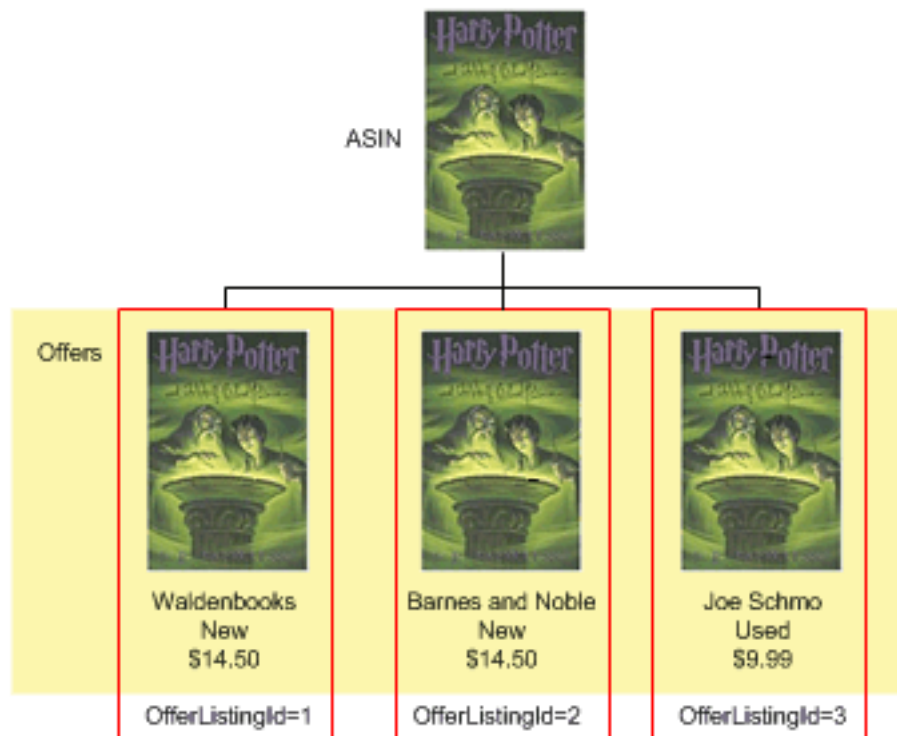 Harry Potter
ASIN
Offers
Harry Potter
Harry Potter
Harry Potter
Waldenbooks
New
$14.50
Barnes and Noble
New
$14.50
Joe Schmo
Used
$9.99
OfferListingId=1
OfferListingId=2
OfferListingId=3